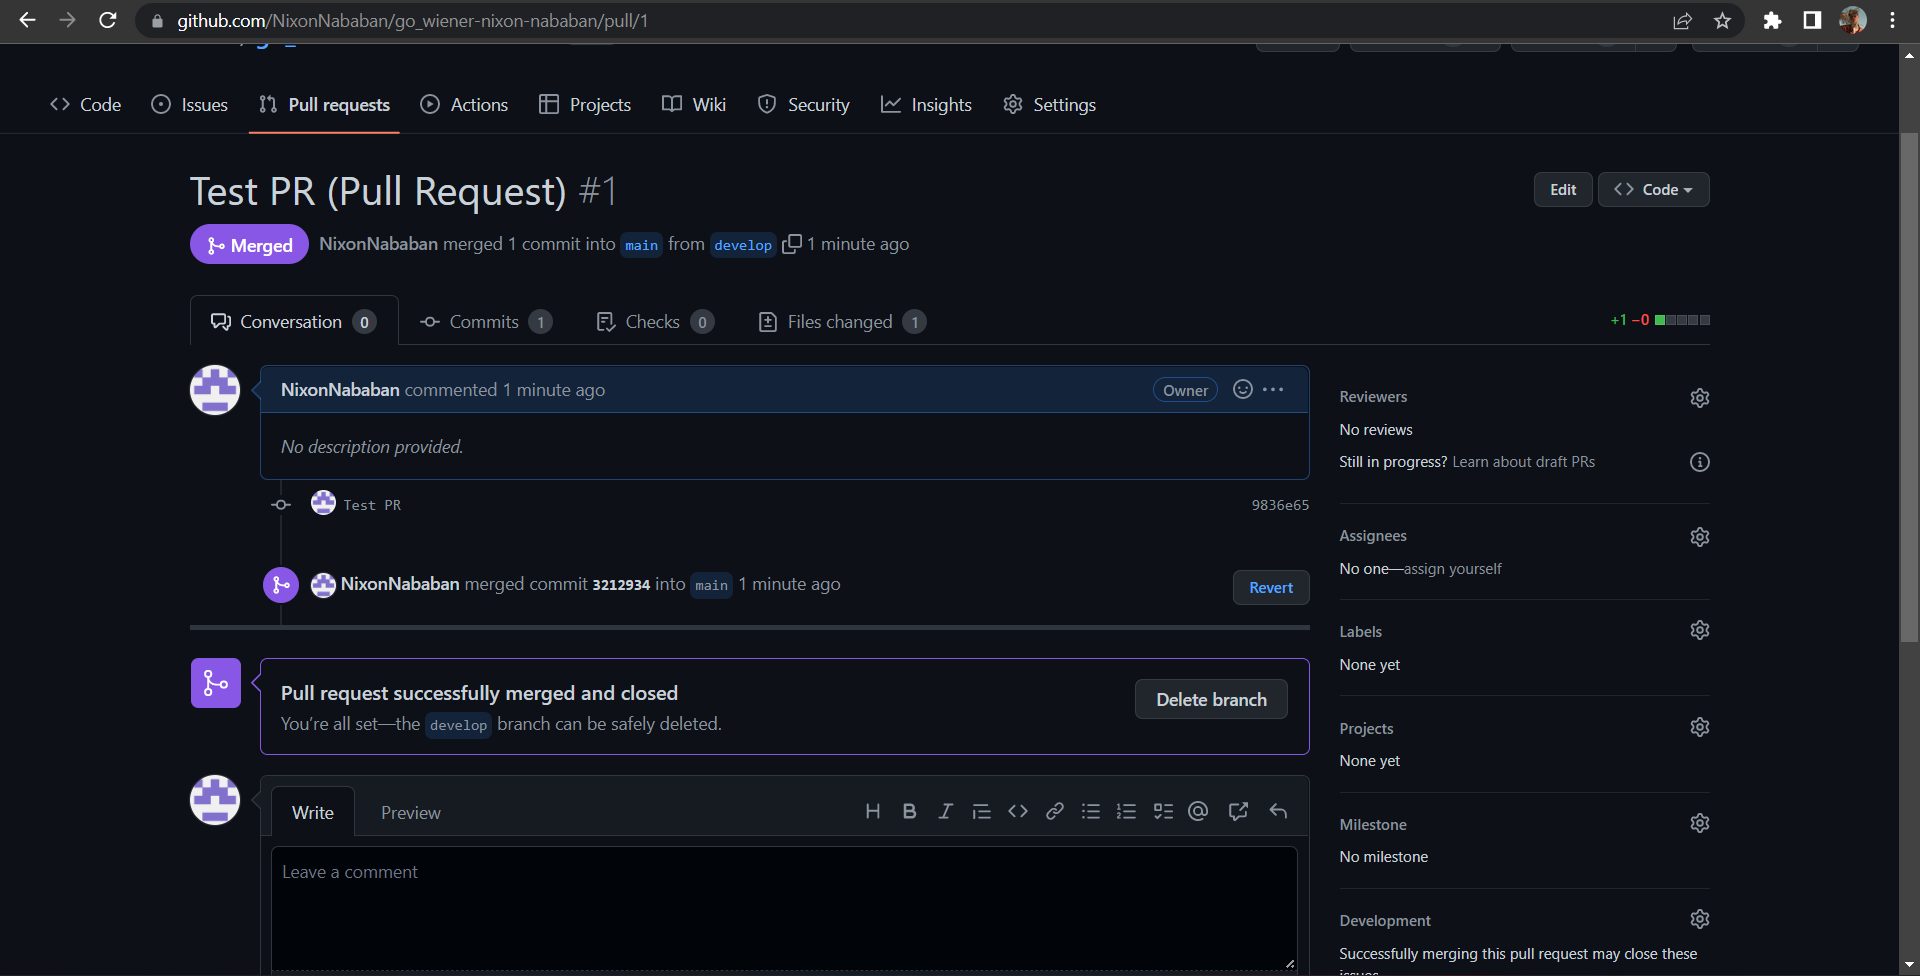 github.com/NixonNababan/go_wiener-nixon-nababan/pull/1
Code Issues Pull requests Actions Projects Wiki Security Insights Settings
Test PR (Pull Request) #1
Edit Code
Merged NixonNababan merged 1 commit into main from develop 1 minute ago
Conversation 0 Commits 1 Checks 0 Files changed 1
+1 −0
NixonNababan commented 1 minute ago
Owner
No description provided.
Test PR 9836e65
NixonNababan merged commit 3212934 into main 1 minute ago
Revert
Pull request successfully merged and closed
You’re all set—the develop branch can be safely deleted.
Delete branch
Write Preview
Leave a comment
Reviewers
No reviews
Still in progress? Learn about draft PRs
Assignees
No one—assign yourself
Labels
None yet
Projects
None yet
Milestone
No milestone
Development
Successfully merging this pull request may close these